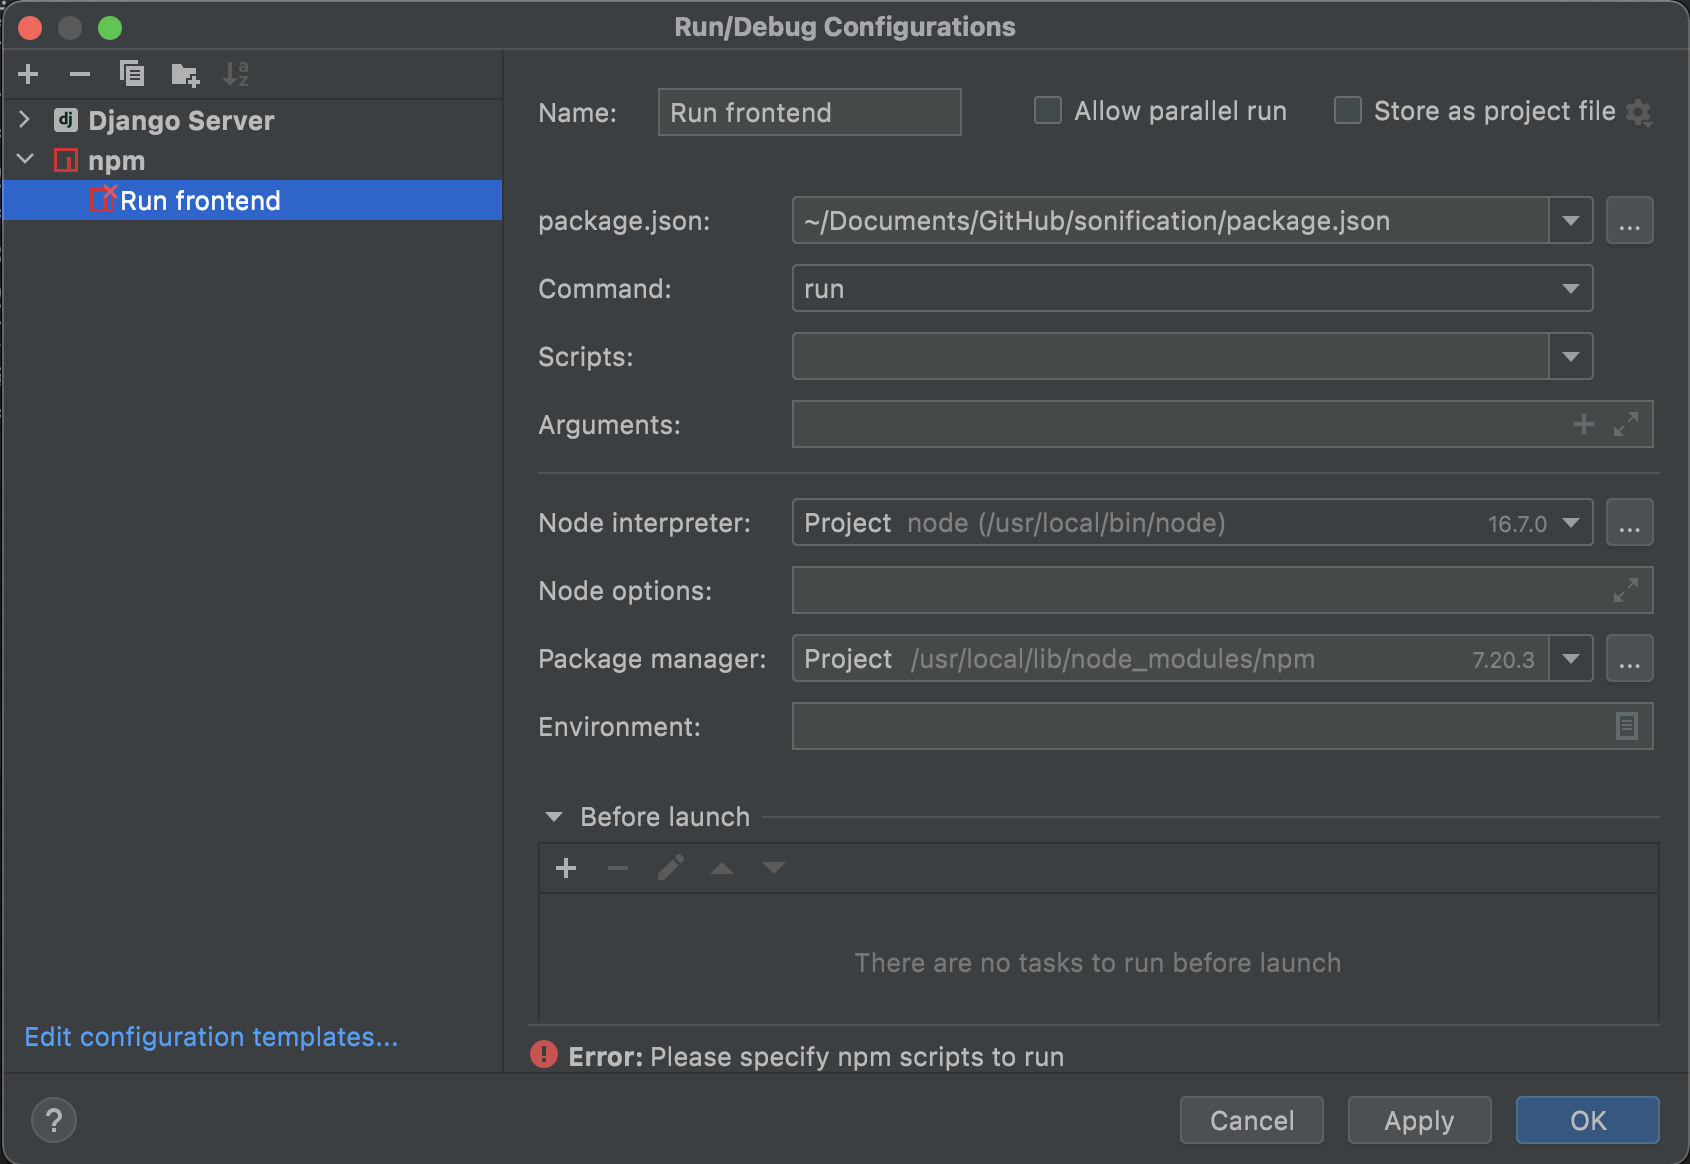 Run/Debug Configurations
Django Server
npm
Run frontend
Edit configuration templates...
Name: Run frontend Allow parallel run Store as project file
package.json: ~/Documents/GitHub/sonification/package.json ...
Command: run
Scripts:
Arguments:
Node interpreter: Project node (/usr/local/bin/node) 16.7.0 ...
Node options:
Package manager: Project /usr/local/lib/node_modules/npm 7.20.3 ...
Environment:
Before launch
There are no tasks to run before launch
Error: Please specify npm scripts to run
? Cancel Apply OK